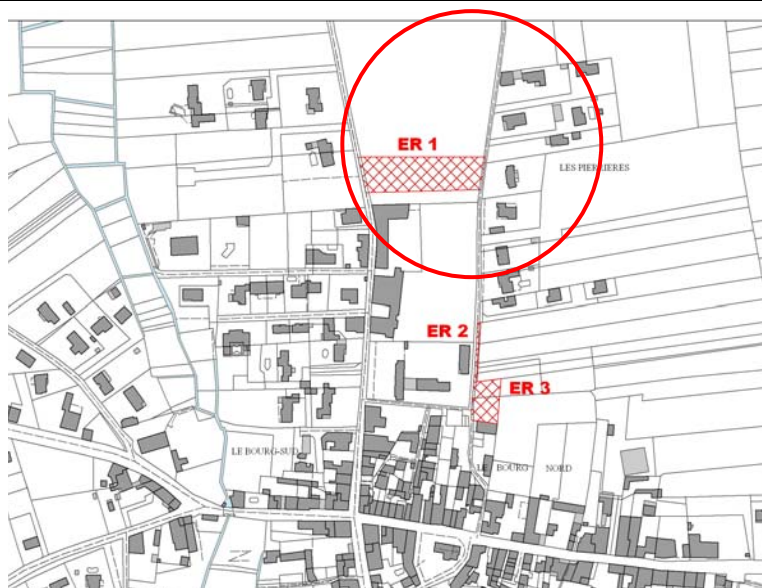 ER 1
LES PIERRIERES
ER 2
ER 3
LE BOURG-SUD
LE BOURG NORD